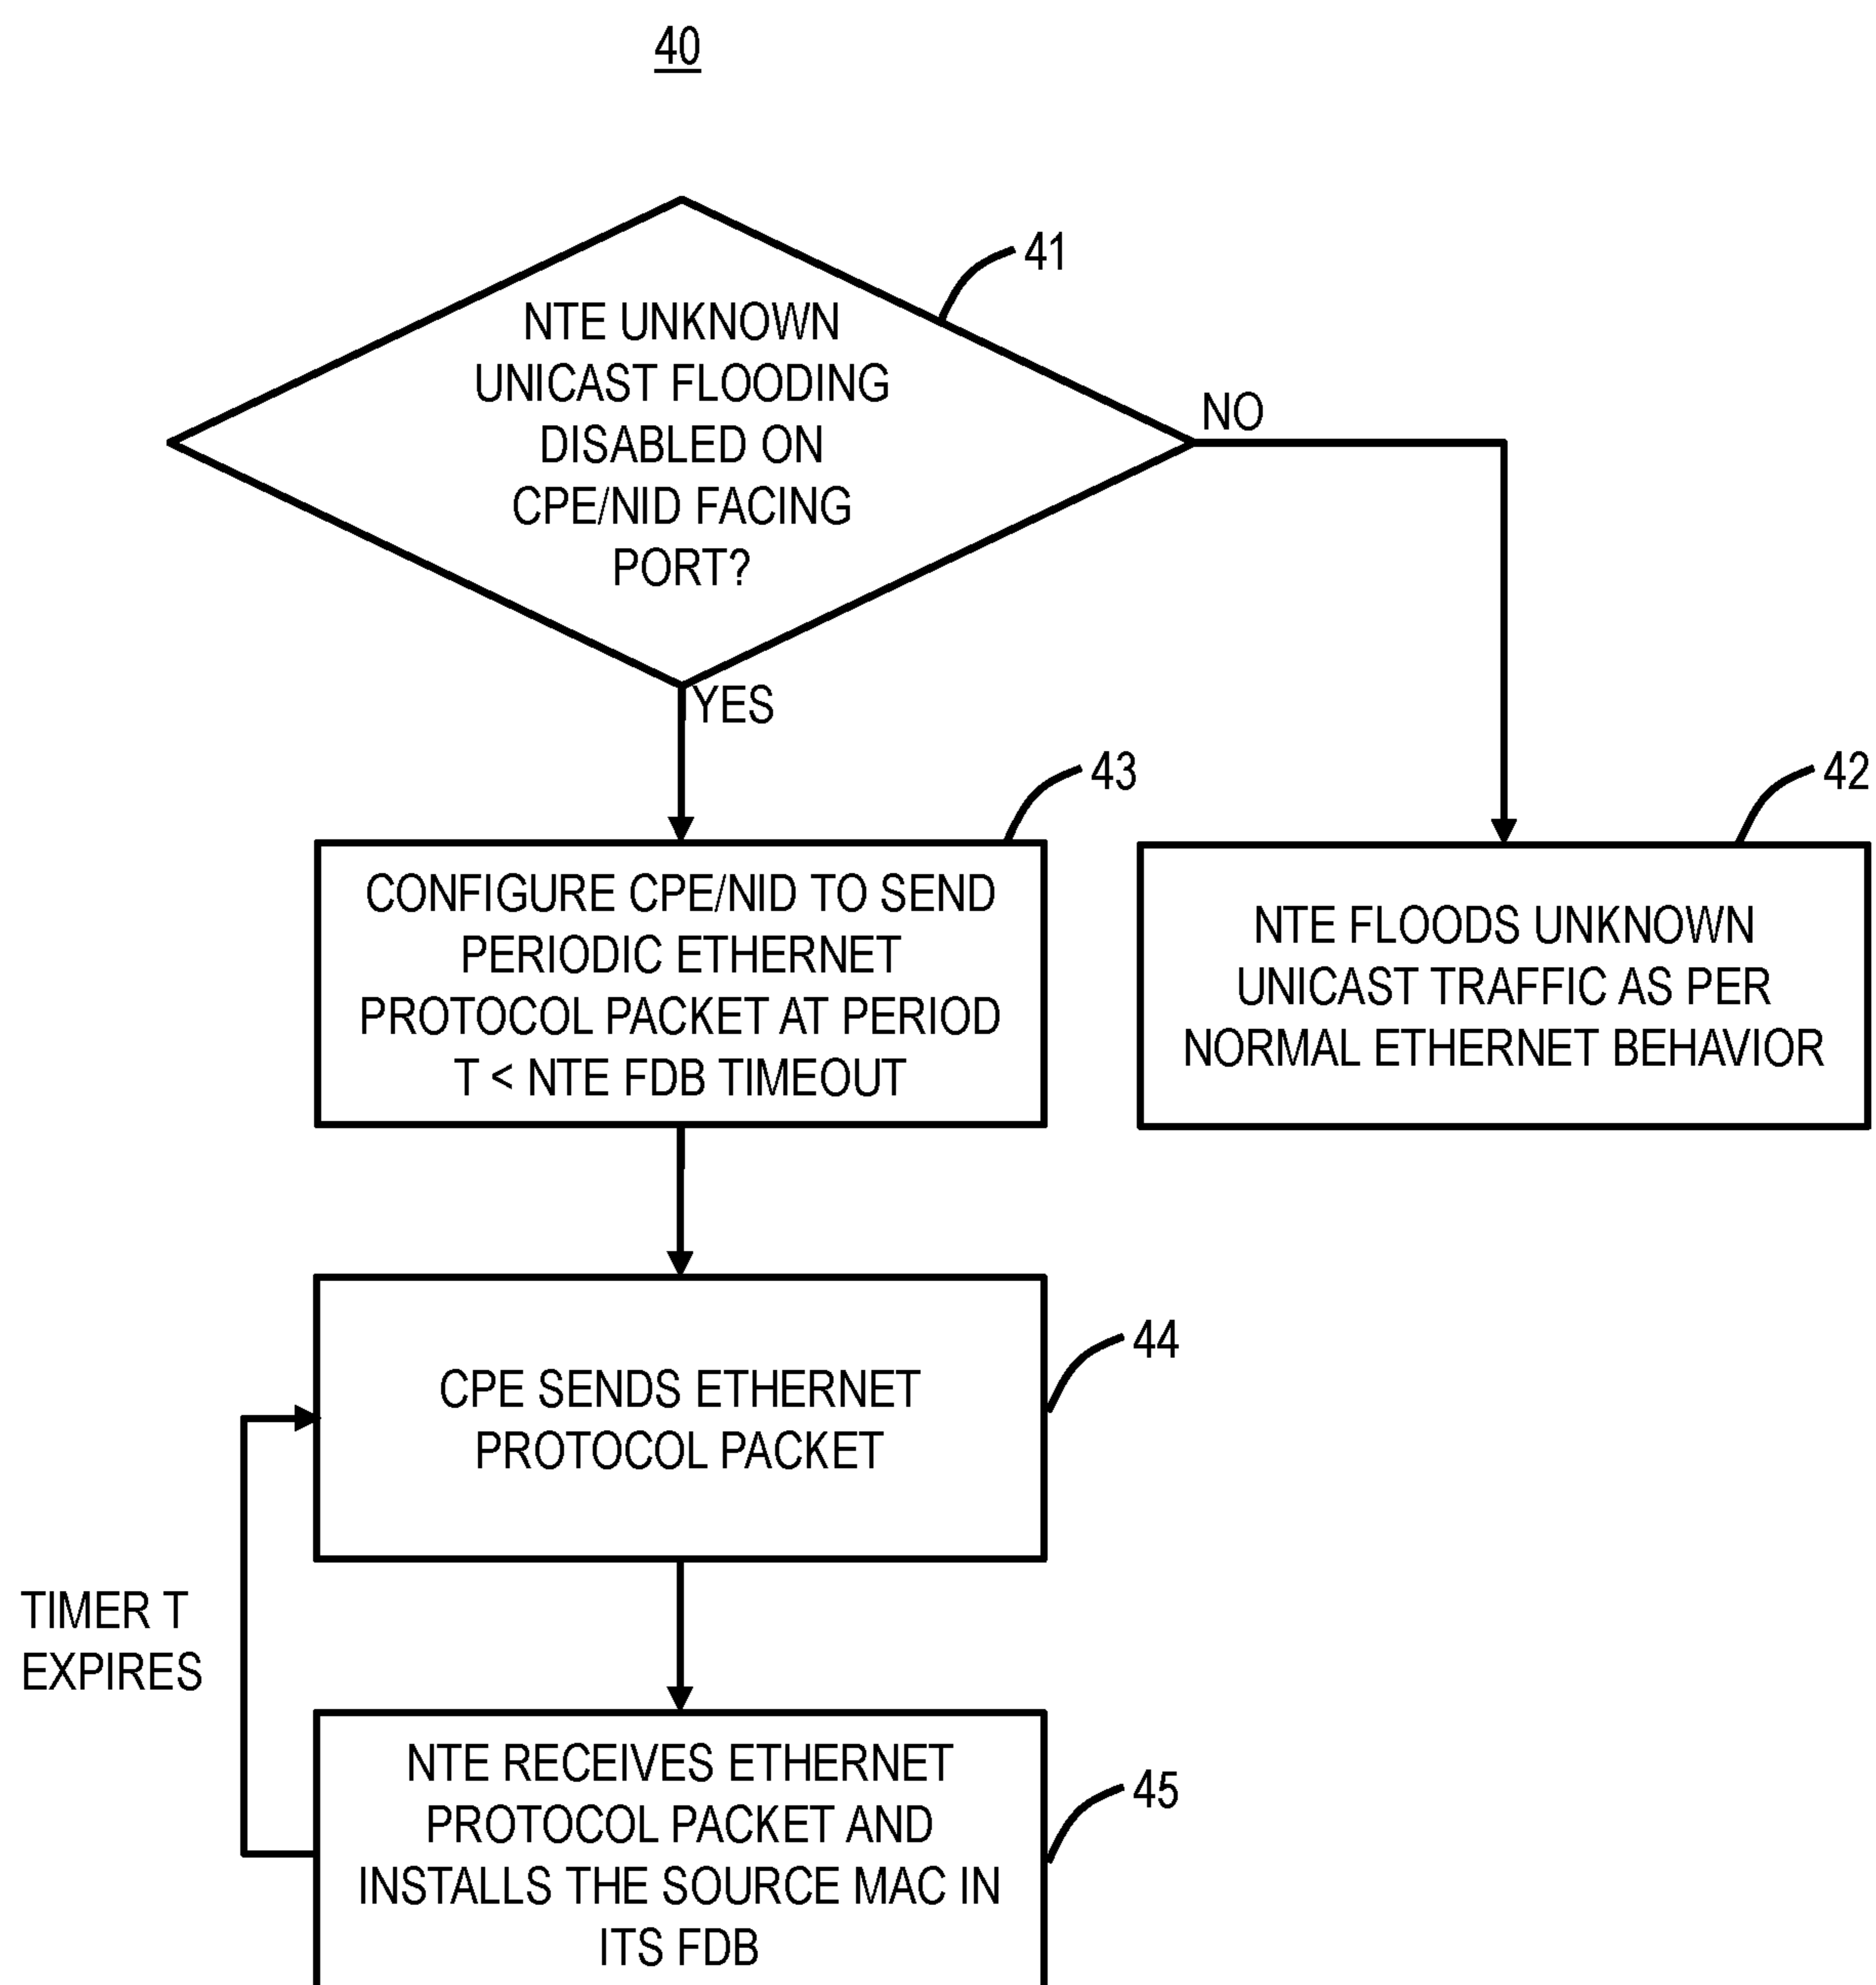 40
41
NTE UNKNOWN
UNICAST FLOODING
DISABLED ON
CPE/NID FACING
PORT?
NO
YES
43
CONFIGURE CPE/NID TO SEND
PERIODIC ETHERNET
PROTOCOL PACKET AT PERIOD
T < NTE FDB TIMEOUT
42
NTE FLOODS UNKNOWN
UNICAST TRAFFIC AS PER
NORMAL ETHERNET BEHAVIOR
44
CPE SENDS ETHERNET
PROTOCOL PACKET
TIMER T
EXPIRES
45
NTE RECEIVES ETHERNET
PROTOCOL PACKET AND
INSTALLS THE SOURCE MAC IN
ITS FDB